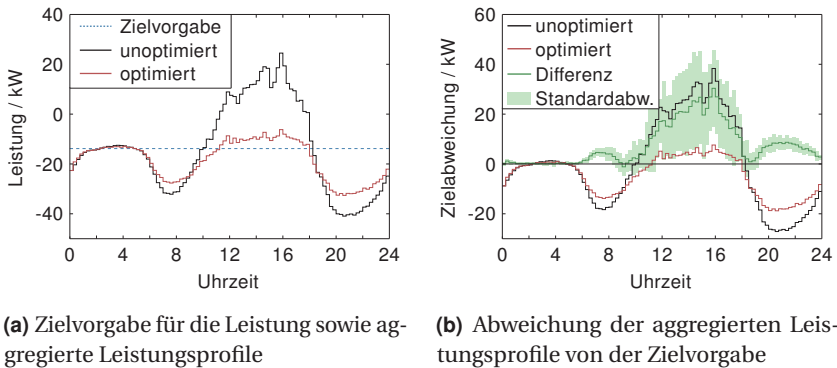 Leistung / kW
60
40
20
0
-20
-40
Zielvorgabe
unoptimiert
optimiert
0 4 8 12 16 20 24
Uhrzeit
(a) Zielvorgabe für die Leistung sowie ag-
gregierte Leistungsprofile
Zielabweichung / kW
60
40
20
0
-20
unoptimiert
optimiert
Differenz
Standardabw.
0 4 8 12 16 20 24
Uhrzeit
(b) Abweichung der aggregierten Leis-
tungsprofile von der Zielvorgabe